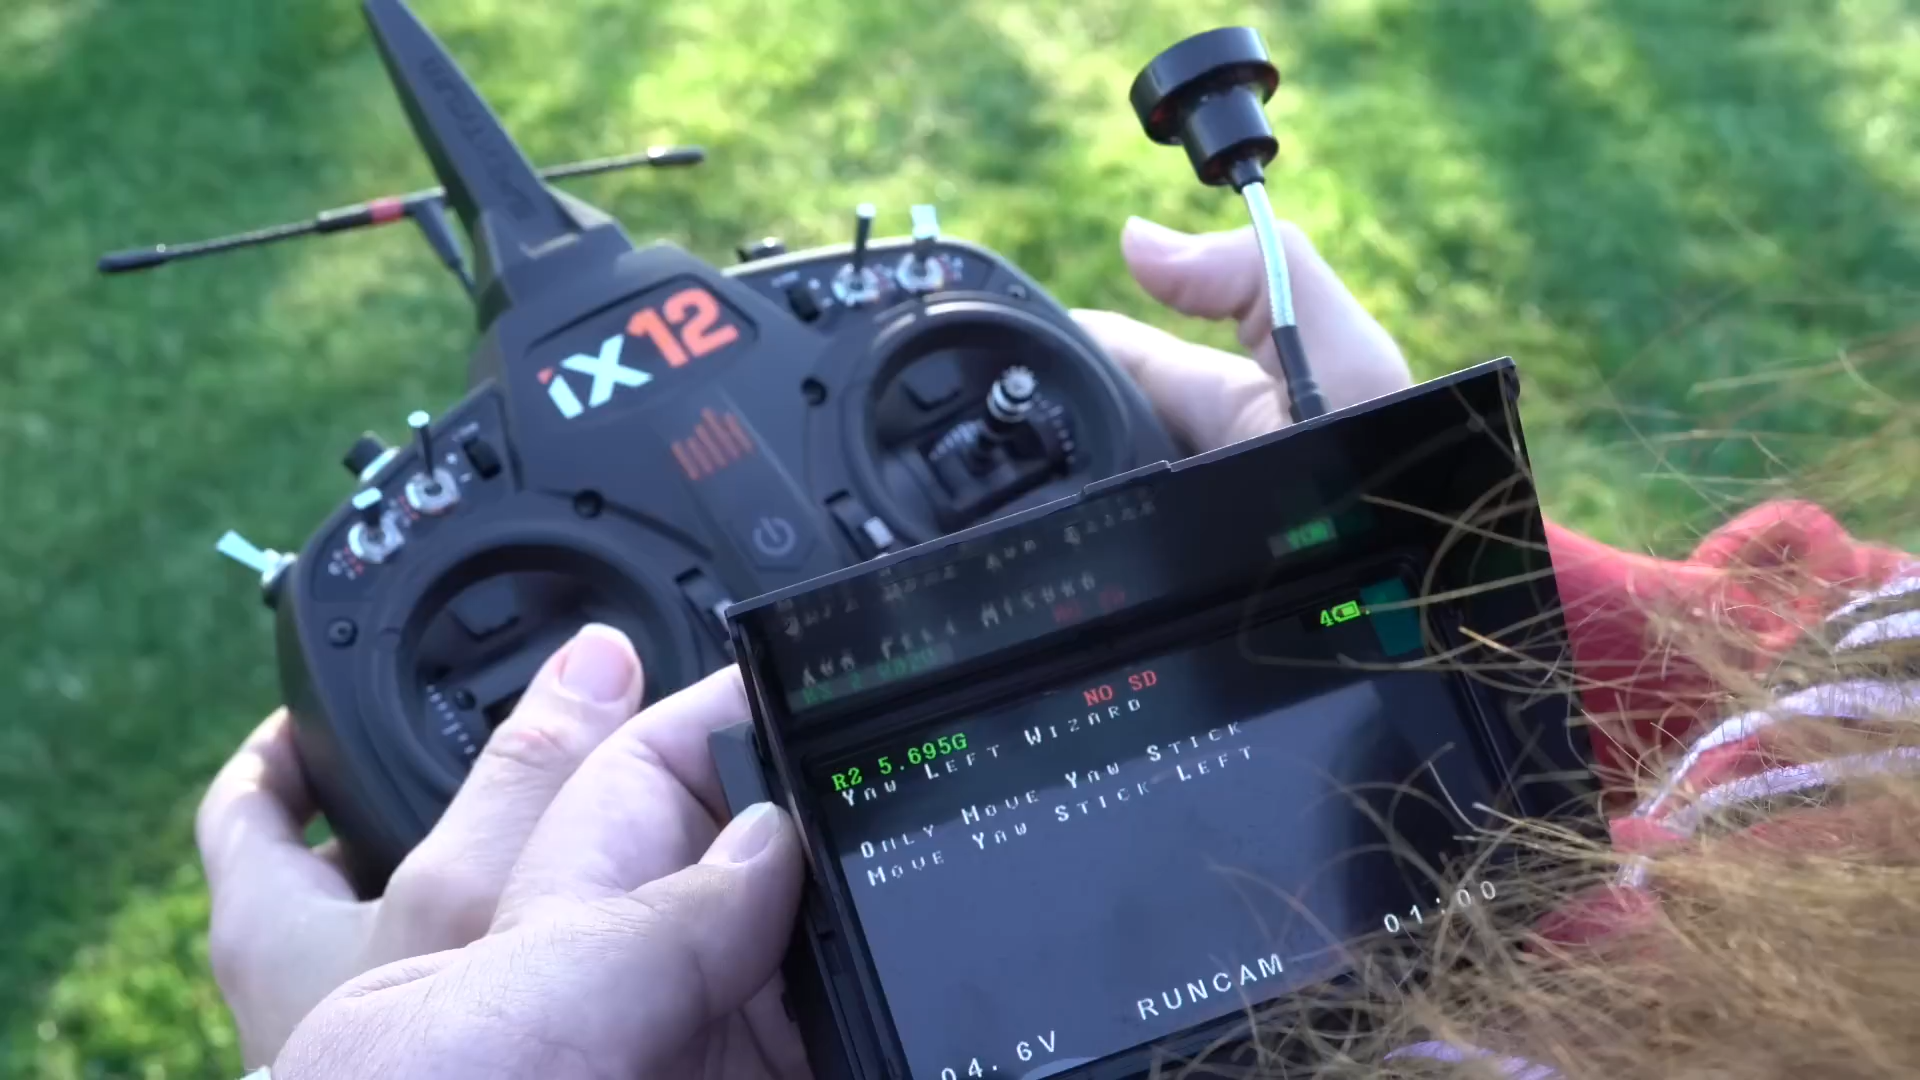 SPEKTRUM
iX12
NO SD
4
R2 5.695G
YAW LEFT WIZARD
ONLY MOVE YAW STICK
MOVE YAW STICK LEFT
01:00
RUNCAM
04.6V